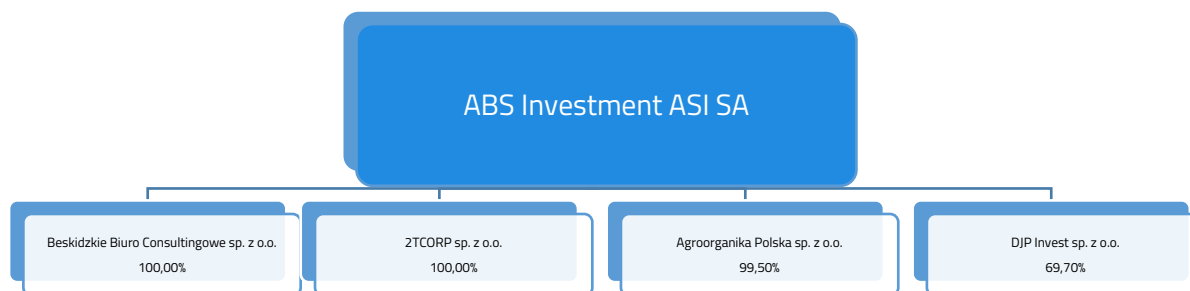 ABS Investment ASI SA
Beskidzkie Biuro Consultingowe sp. z o.o.
100,00%
2TCORP sp. z o.o.
100,00%
Agroorganika Polska sp. z o.o.
99,50%
DJP Invest sp. z o.o.
69,70%